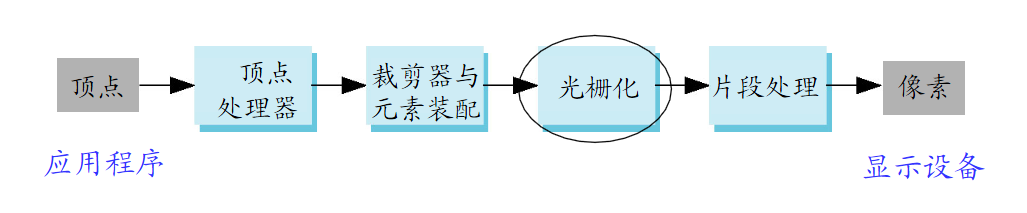 顶点
顶点
处理器
裁剪器与
元素装配
光栅化
片段处理
像素
应用程序
显示设备